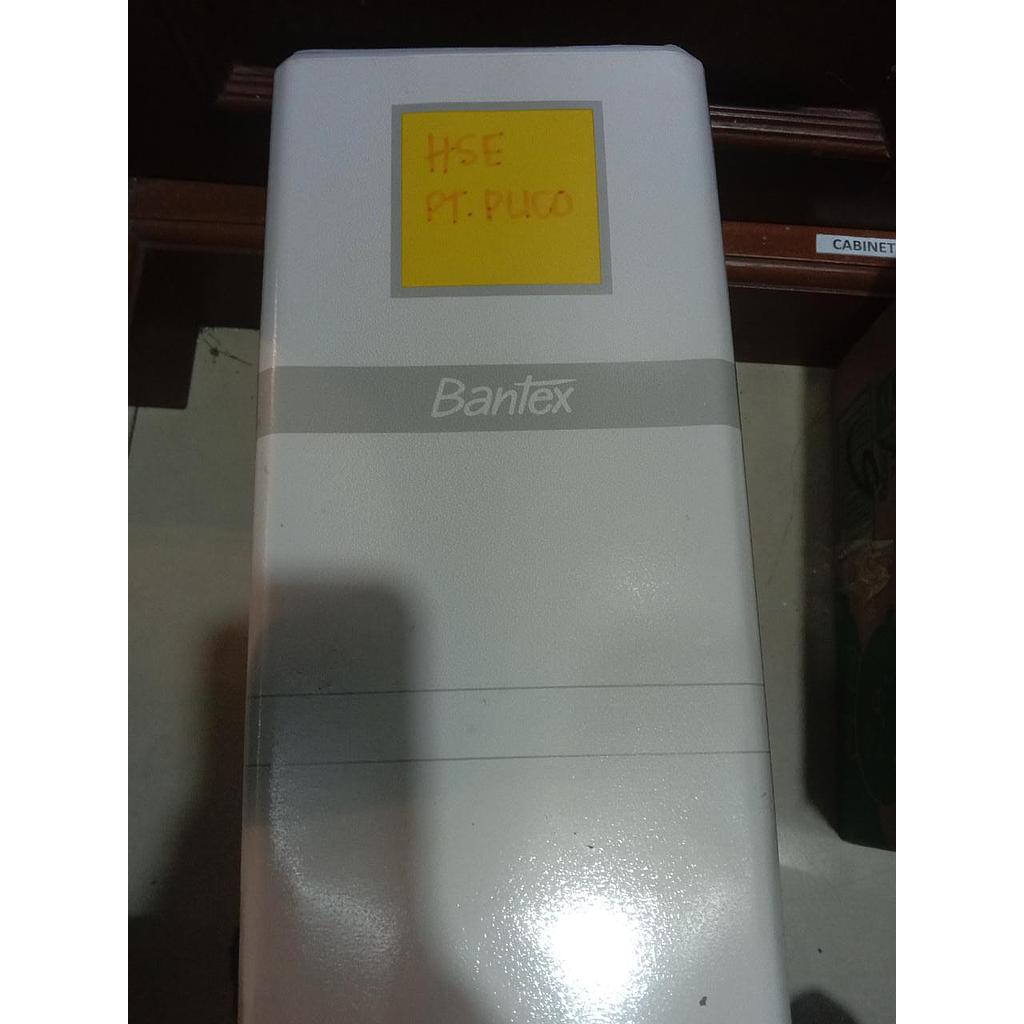 HSE
PT. PUCO
CABINET
Bantex